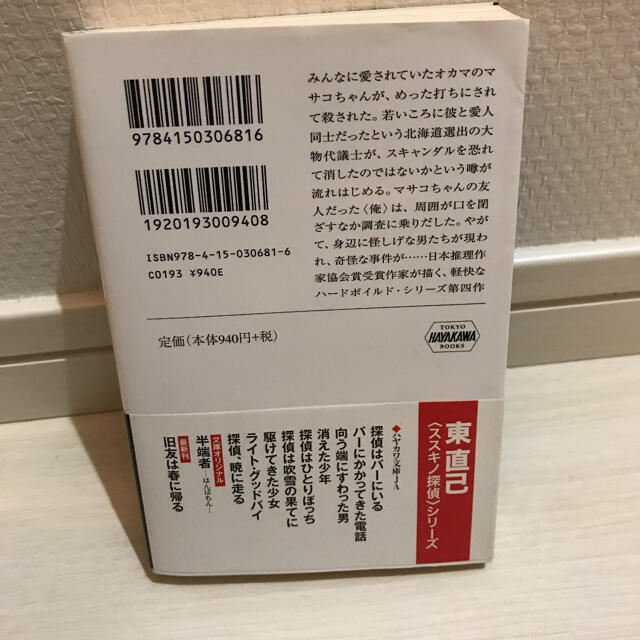 9784150306816
1920193009408
ISBN978-4-15-030681-6
C0193 ¥940E
みんなに愛されていたオカマのマ
サコちゃんが、めった打ちにされ
て殺された。若いころに彼と愛人
同士だったという北海道選出の大
物代議士が、スキャンダルを恐れ
て消したのではないかという噂が
流れはじめる。マサコちゃんの友
人だった〈俺〉は、周囲が口を閉
ざすなか調査に乗りだした。やが
て、身辺に怪しげな男たちが現わ
れ、奇怪な事件が……日本推理作
家協会賞受賞作家が描く、軽快な
ハードボイルド・シリーズ第四作
定価(本体940円+税)
TOKYO
HAYAKAWA
BOOKS
東 直己
〈ススキノ探偵〉シリーズ
◆ハヤカワ文庫JA
探偵はバーにいる
バーにかかってきた電話
向う端にすわった男
消えた少年
探偵はひとりぼっち
探偵は吹雪の果てに
駆けてきた少女
ライト・グッドバイ
探偵、暁に走る
文庫オリジナル
半端者 ―はんぱもん―
最新刊
旧友は春に帰る